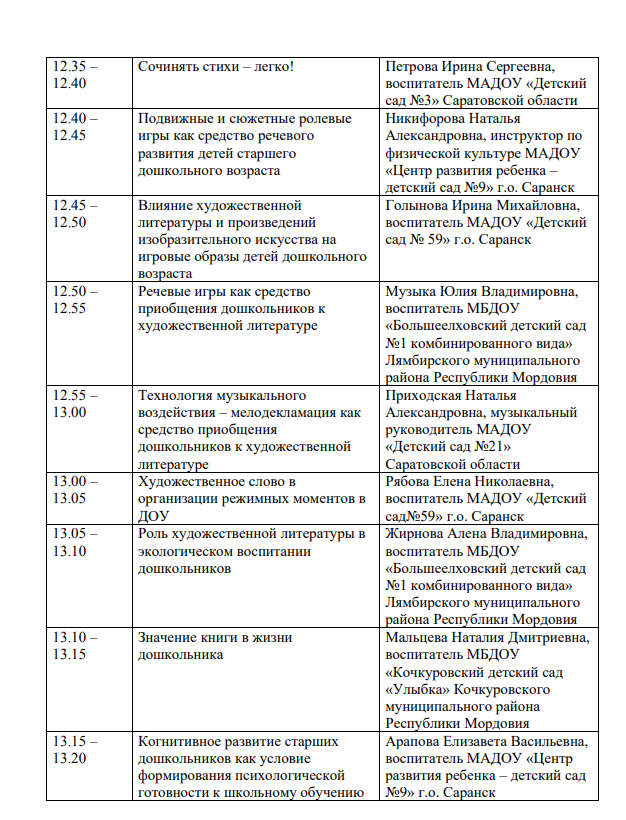 12.35 –
12.40
Сочинять стихи – легко!
Петрова Ирина Сергеевна,
воспитатель МАДОУ «Детский
сад №3» Саратовской области
12.40 –
12.45
Подвижные и сюжетные ролевые
игры как средство речевого
развития детей старшего
дошкольного возраста
Никифорова Наталья
Александровна, инструктор по
физической культуре МАДОУ
«Центр развития ребенка –
детский сад №9» г.о. Саранск
12.45 –
12.50
Влияние художественной
литературы и произведений
изобразительного искусства на
игровые образы детей дошкольного
возраста
Голынова Ирина Михайловна,
воспитатель МАДОУ «Детский
сад № 59» г.о. Саранск
12.50 –
12.55
Речевые игры как средство
приобщения дошкольников к
художественной литературе
Музыка Юлия Владимировна,
воспитатель МБДОУ
«Большеелховский детский сад
№1 комбинированного вида»
Лямбирского муниципального
района Республики Мордовия
12.55 –
13.00
Технология музыкального
воздействия – мелодекламация как
средство приобщения
дошкольников к художественной
литературе
Приходская Наталья
Александровна, музыкальный
руководитель МАДОУ
«Детский сад №21»
Саратовской области
13.00 –
13.05
Художественное слово в
организации режимных моментов в
ДОУ
Рябова Елена Николаевна,
воспитатель МАДОУ «Детский
сад№59» г.о. Саранск
13.05 –
13.10
Роль художественной литературы в
экологическом воспитании
дошкольников
Жирнова Алена Владимировна,
воспитатель МБДОУ
«Большеелховский детский сад
№1 комбинированного вида»
Лямбирского муниципального
района Республики Мордовия
13.10 –
13.15
Значение книги в жизни
дошкольника
Мальцева Наталия Дмитриевна,
воспитатель МБДОУ
«Кочкуровский детский сад
«Улыбка» Кочкуровского
муниципального района
Республики Мордовия
13.15 –
13.20
Когнитивное развитие старших
дошкольников как условие
формирования психологической
готовности к школьному обучению
Арапова Елизавета Васильевна,
воспитатель МАДОУ «Центр
развития ребенка – детский сад
№9» г.о. Саранск